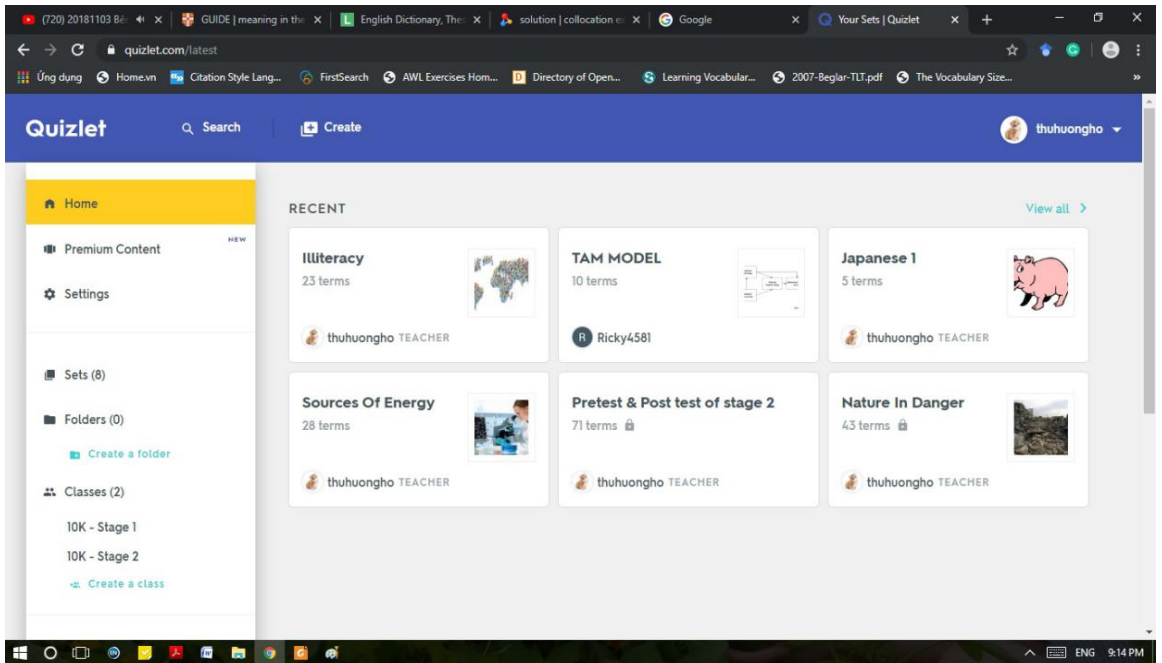 (720) 20181103 Bé
GUIDE | meaning in the
English Dictionary, The
solution | collocation e
Google
Your Sets | Quizlet
quizlet.com/latest
Ứng dụng
Home.vn
Citation Style Lang...
FirstSearch
AWL Exercises Hom...
Directory of Open...
Learning Vocabular...
2007-Beglar-TLT.pdf
The Vocabulary Size...
Quizlet
Search
Create
thuhuongho
Home
Premium Content
NEW
Settings
Sets (8)
Folders (0)
Create a folder
Classes (2)
10K - Stage 1
10K - Stage 2
Create a class
RECENT
View all
Illiteracy
23 terms
thuhuongho TEACHER
TAM MODEL
10 terms
R
Ricky4581
Japanese 1
5 terms
thuhuongho TEACHER
Sources Of Energy
28 terms
thuhuongho TEACHER
Pretest & Post test of stage 2
71 terms
thuhuongho TEACHER
Nature In Danger
43 terms
thuhuongho TEACHER
ENG
9:14 PM